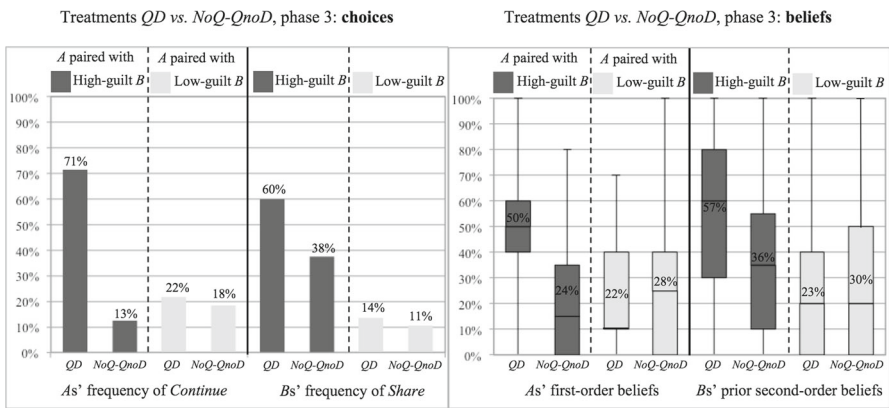 Treatments QD vs. NoQ-QnoD, phase 3: choices
A paired with
A paired with
High-guilt B
Low-guilt B
High-guilt B
Low-guilt B
100%
90%
80%
70%
60%
50%
40%
30%
20%
10%
0%
71%
13%
22%
18%
60%
38%
14%
11%
QD
NoQ-QnoD
QD
NoQ-QnoD
QD
NoQ-QnoD
QD
NoQ-QnoD
As' frequency of Continue
Bs' frequency of Share
Treatments QD vs. NoQ-QnoD, phase 3: beliefs
A paired with
A paired with
High-guilt B
Low-guilt B
High-guilt B
Low-guilt B
100%
90%
80%
70%
60%
50%
40%
30%
20%
10%
0%
50%
24%
22%
28%
57%
36%
23%
30%
QD
NoQ-QnoD
QD
NoQ-QnoD
QD
NoQ-QnoD
QD
NoQ-QnoD
As' first-order beliefs
Bs' prior second-order beliefs